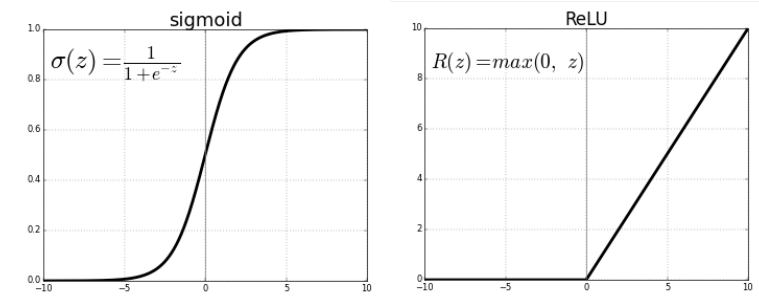 sigmoid
σ(z) = 1 / (1+e^{-z})
1.0
0.8
0.6
0.4
0.2
0.0
−10 −5 0 5 10
ReLU
R(z) =max(0, z)
10
8
6
4
2
0
−10 −5 0 5 10